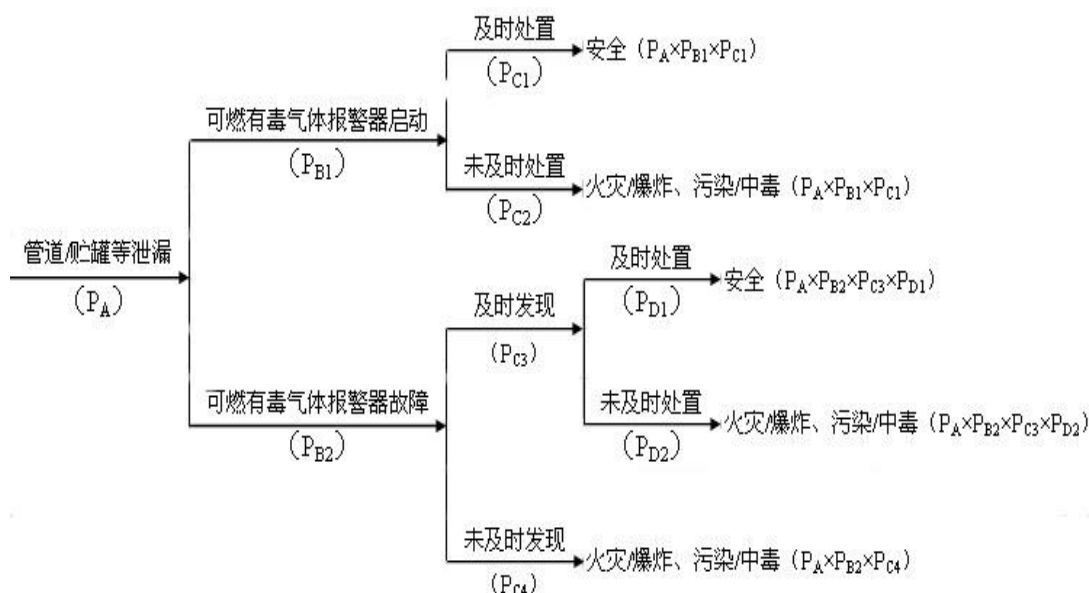 及时处置
(PC1)
安全（PA×PB1×PC1）
可燃有毒气体报警器启动
(PB1)
未及时处置
(PC2)
火灾/爆炸、污染/中毒（PA×PB1×PC1）
管道/贮罐等泄漏
(PA)
及时处置
(PD1)
安全（PA×PB2×PC3×PD1）
及时发现
(PC3)
可燃有毒气体报警器故障
(PB2)
未及时处置
(PD2)
火灾/爆炸、污染/中毒（PA×PB2×PC3×PD2）
未及时发现
(PC4)
火灾/爆炸、污染/中毒（PA×PB2×PC4）